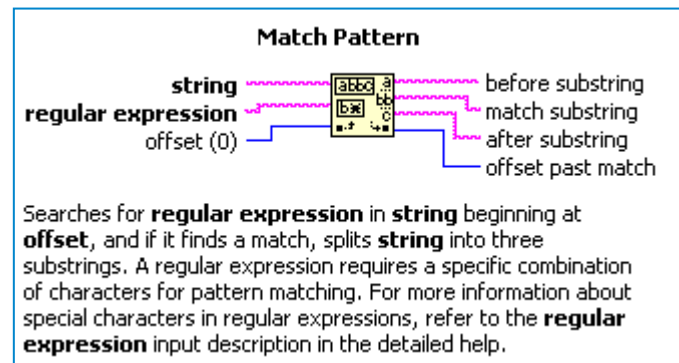 Match Pattern
string
regular expression
offset (0)
abbc
b*
a
bb
c
before substring
match substring
after substring
offset past match
Searches for regular expression in string beginning at
offset, and if it finds a match, splits string into three
substrings. A regular expression requires a specific combination
of characters for pattern matching. For more information about
special characters in regular expressions, refer to the regular
expression input description in the detailed help.